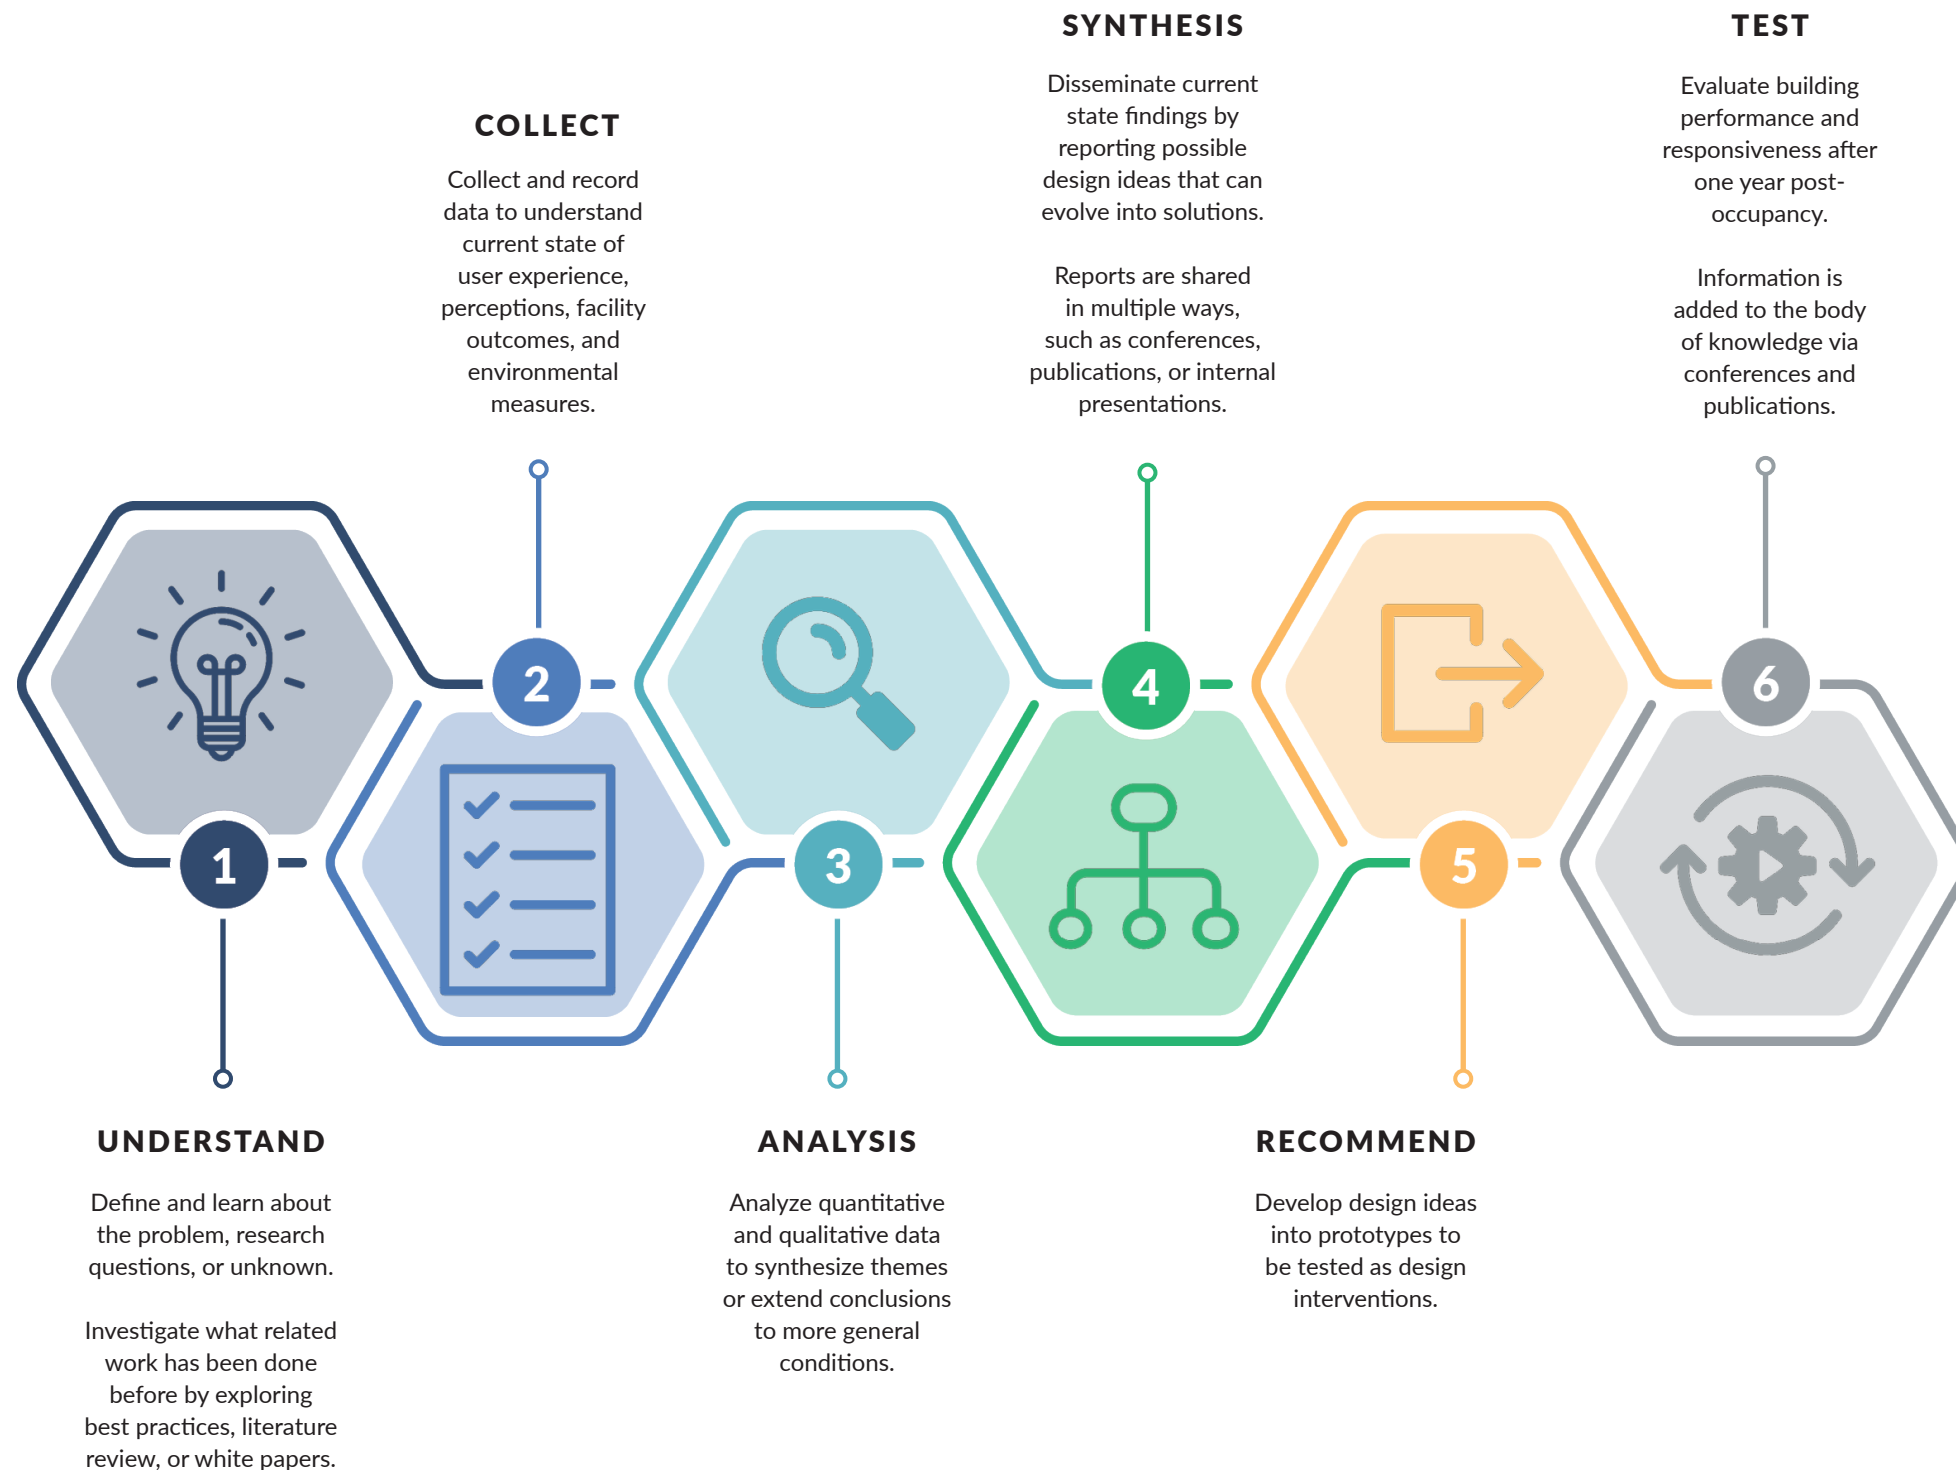 1
UNDERSTAND
Define and learn about
the problem, research
questions, or unknown.
Investigate what related
work has been done
before by exploring
best practices, literature
review, or white papers.
2
COLLECT
Collect and record
data to understand
current state of
user experience,
perceptions, facility
outcomes, and
environmental
measures.
3
ANALYSIS
Analyze quantitative
and qualitative data
to synthesize themes
or extend conclusions
to more general
conditions.
4
SYNTHESIS
Disseminate current
state findings by
reporting possible
design ideas that can
evolve into solutions.
Reports are shared
in multiple ways,
such as conferences,
publications, or internal
presentations.
5
RECOMMEND
Develop design ideas
into prototypes to
be tested as design
interventions.
6
TEST
Evaluate building
performance and
responsiveness after
one year post-
occupancy.
Information is
added to the body
of knowledge via
conferences and
publications.